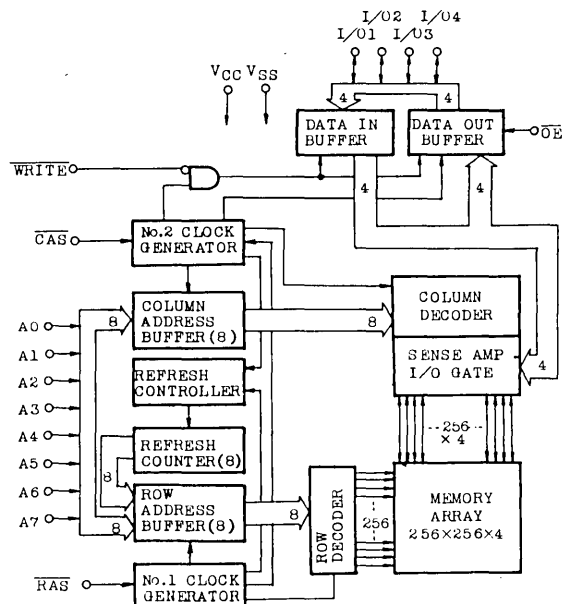 I/O2 I/O4
I/O1 I/O3
VCC VSS
4 4
DATA IN
BUFFER
DATA OUT
BUFFER
OE
WRITE
4 4
CAS
No.2 CLOCK
GENERATOR
COLUMN
ADDRESS
BUFFER(8)
8 8
COLUMN
DECODER
SENSE AMP
I/O GATE
4
A0
A1
A2
A3
A4
A5
A6
A7
REFRESH
CONTROLLER
REFRESH
COUNTER(8)
8
ROW
ADDRESS
BUFFER(8)
8 8
ROW
DECODER
256
256
× 4
MEMORY
ARRAY
256×256×4
RAS
No.1 CLOCK
GENERATOR